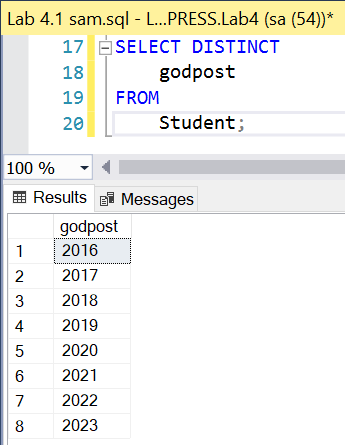 Lab 4.1 sam.sql - L...PRESS.Lab4 (sa (54))*
17 SELECT DISTINCT
18 godpost
19 FROM
20 Student;
100 %
Results Messages
godpost
1 2016
2 2017
3 2018
4 2019
5 2020
6 2021
7 2022
8 2023